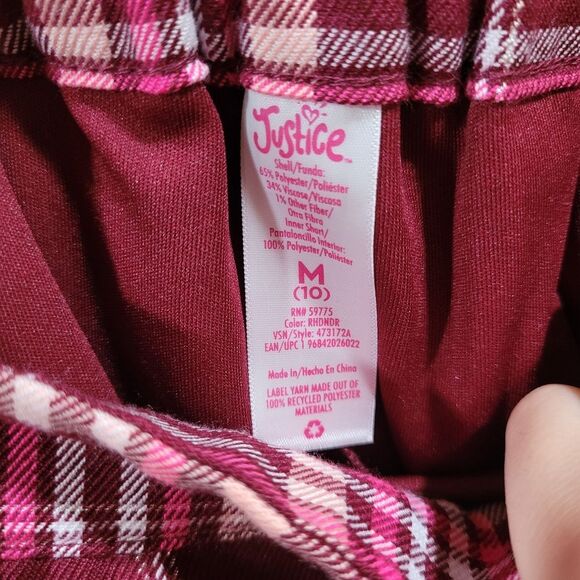 Justice™
Shell/Funda:
65% Polyester/Poliéster
34% Viscose/Viscosa
1% Other Fiber/
Otra Fibra
Inner Short/
Pantaloncillo Interior:
100% Polyester/Poliéster
M
(10)
RN# 59775
Color: RHDNDR
VSN/Style: 473172A
EAN/UPC 1 96842026022
Made in/Hecho En China
LABEL YARN MADE OUT OF
100% RECYCLED POLYESTER
MATERIALS